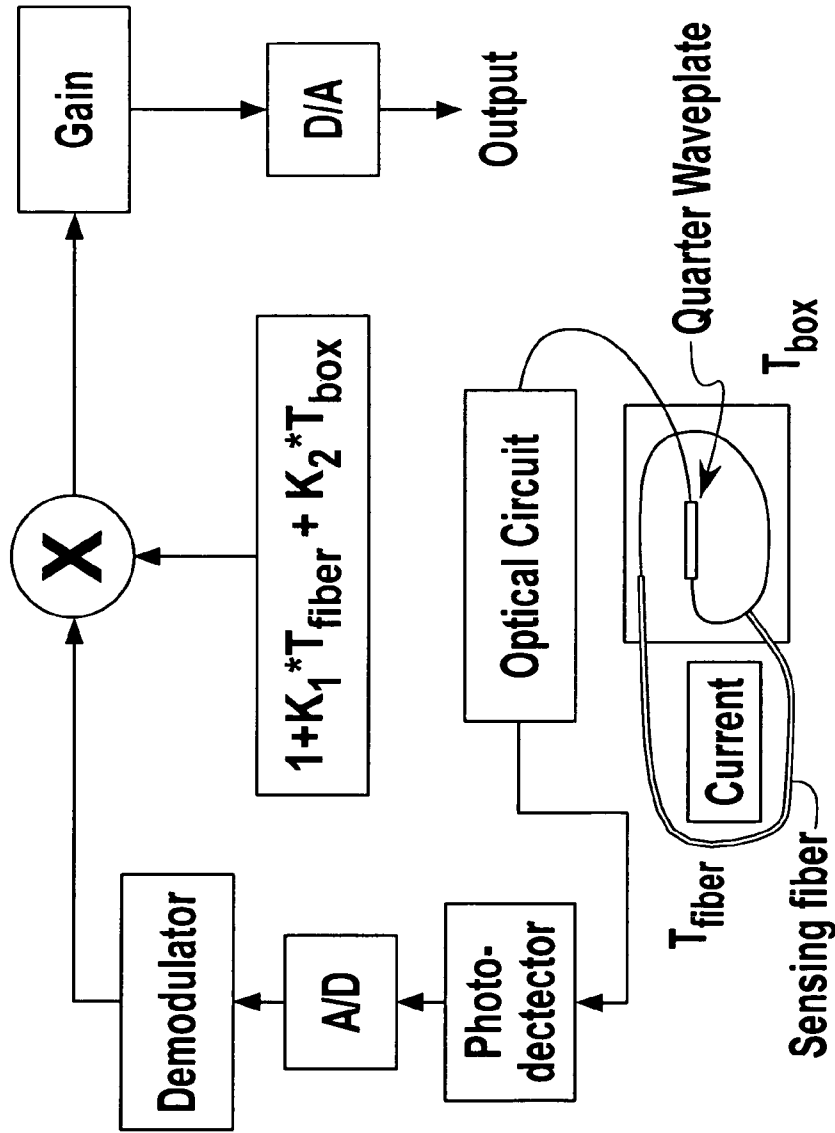 Demodulator
A/D
Photo-
dectector
X
1+K1*Tfiber + K2*Tbox
Gain
D/A
Output
Optical Circuit
Current
Tfiber
Sensing fiber
Quarter Waveplate
Tbox